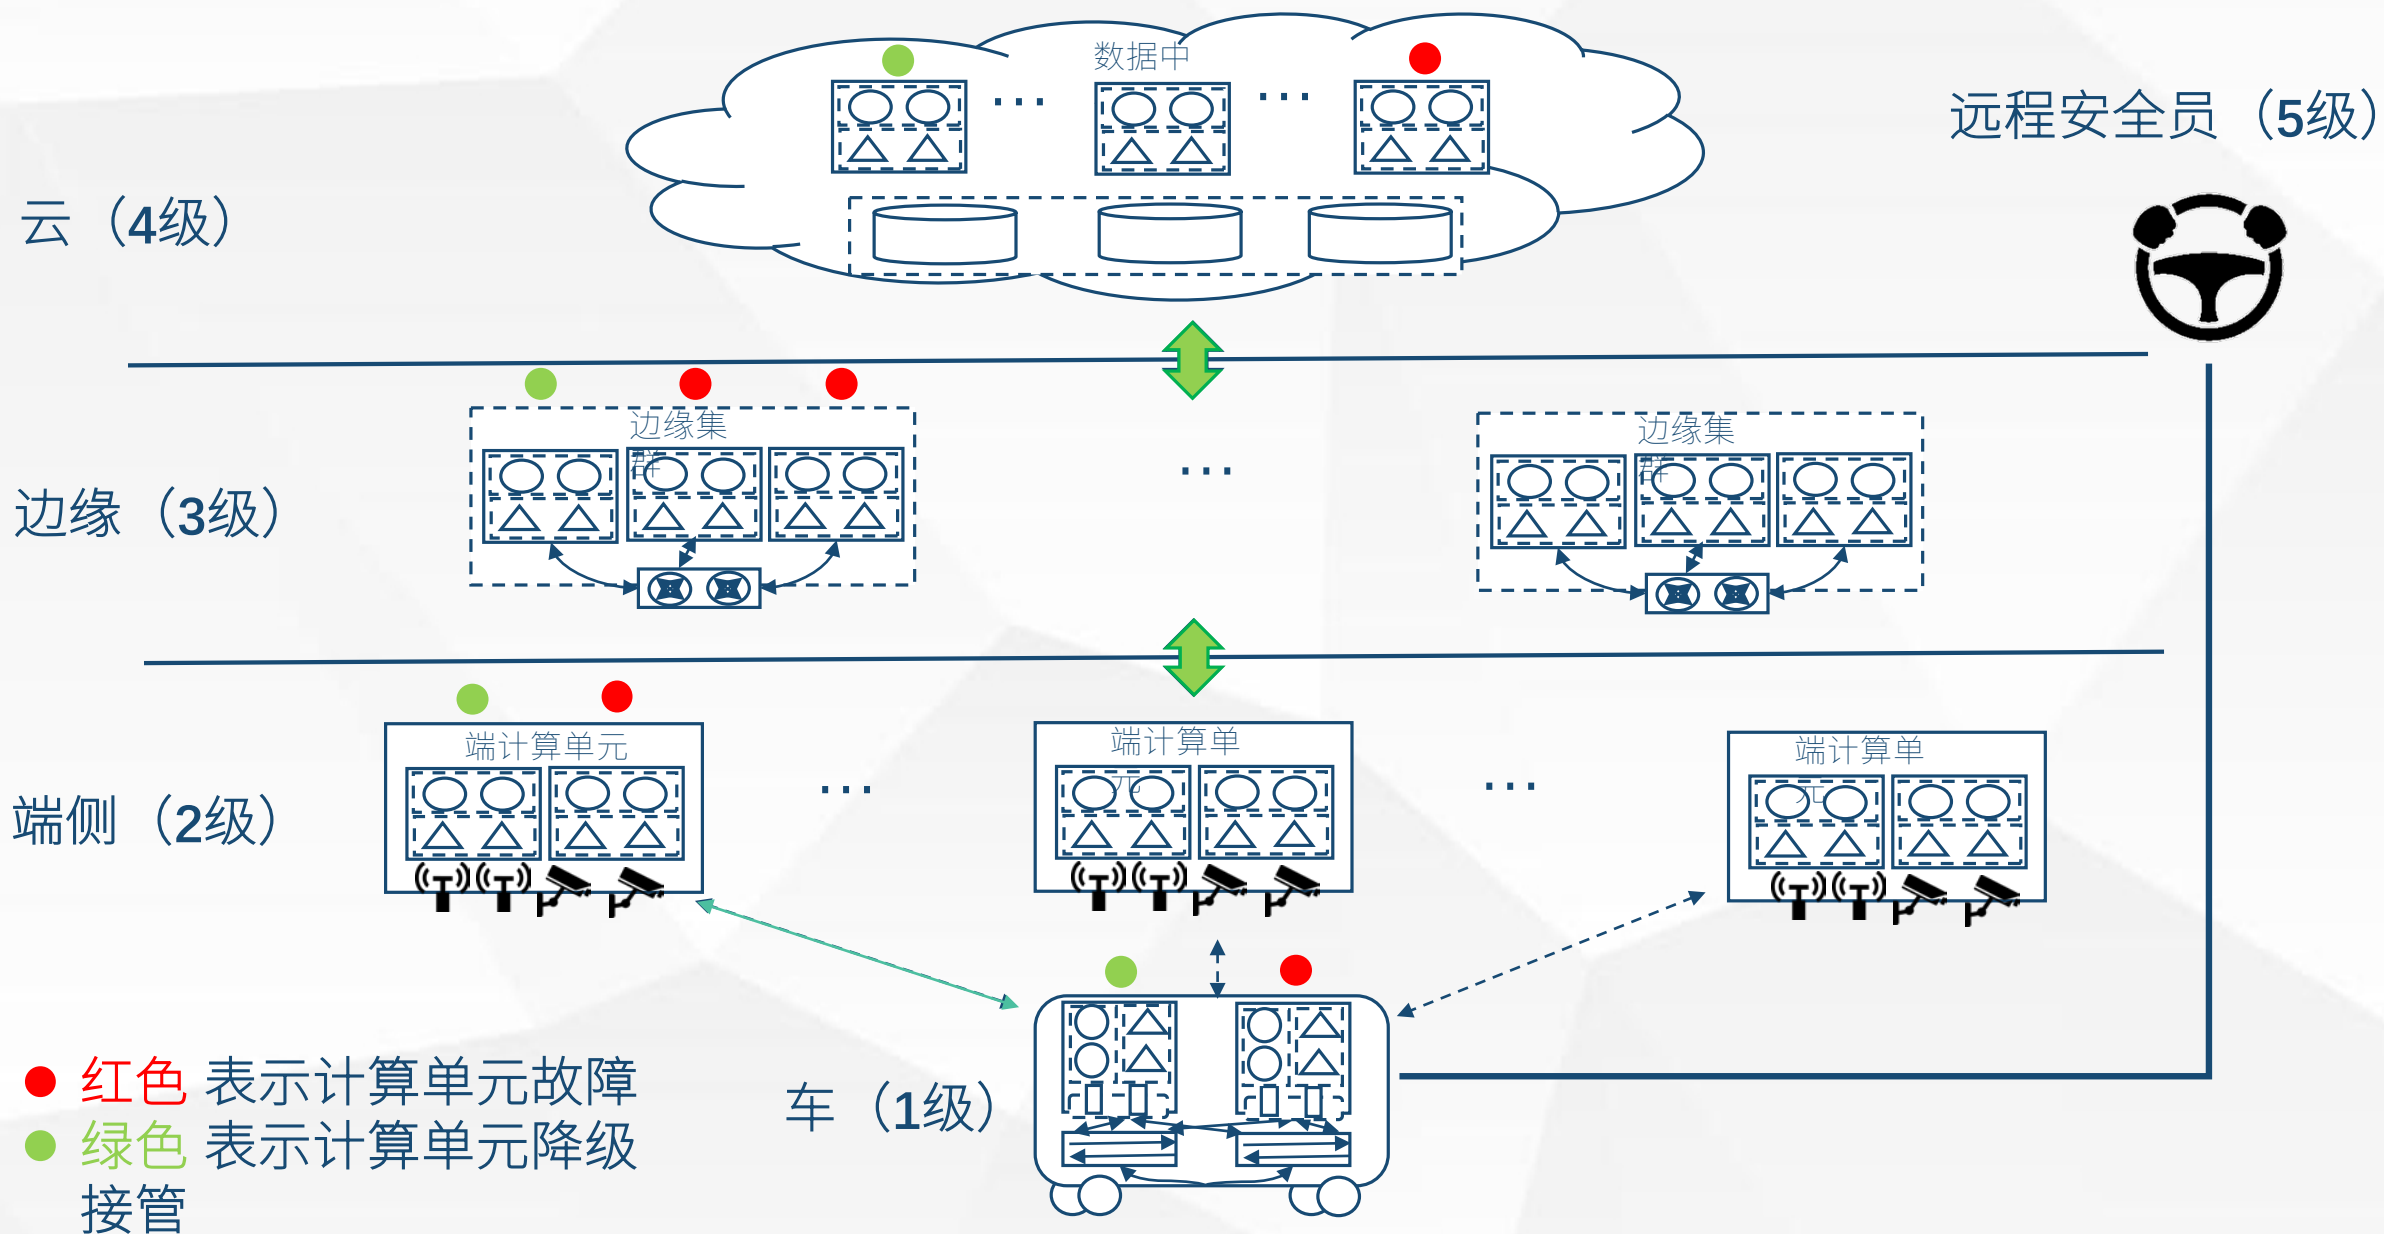 数据中
远程安全员（5级）
云（4级）
边缘集
群
边缘集
群
边缘（3级）
端计算单元
端计算单
元
端计算单
元
端侧（2级）
车（1级）
红色 表示计算单元故障
绿色 表示计算单元降级
接管